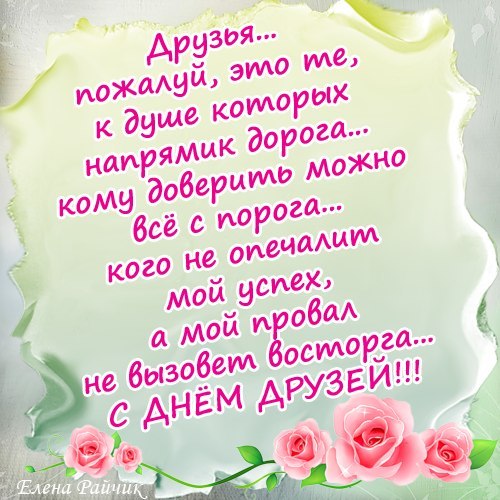 Друзья...
пожалуй, это те,
к душе которых
напрямик дорога...
кому доверить можно
всё с порога...
кого не опечалит
мой успех,
а мой провал
не вызовет восторга...
С ДНЁМ ДРУЗЕЙ!!!
Елена Райчик